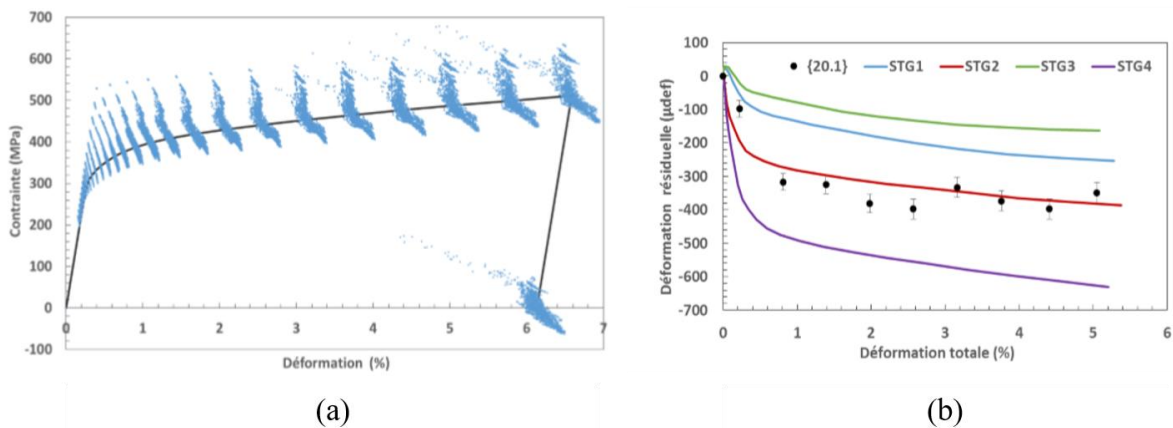 700
600
500
400
300
200
100
0
-100
Contrainte (MPa)
0 1 2 3 4 5 6 7
Déformation (%)
(a)
100
0
-100
-200
-300
-400
-500
-600
-700
Déformation résiduelle (µdef)
{20.1} STG1 STG2 STG3 STG4
0 1 2 3 4 5 6
Déformation totale (%)
(b)